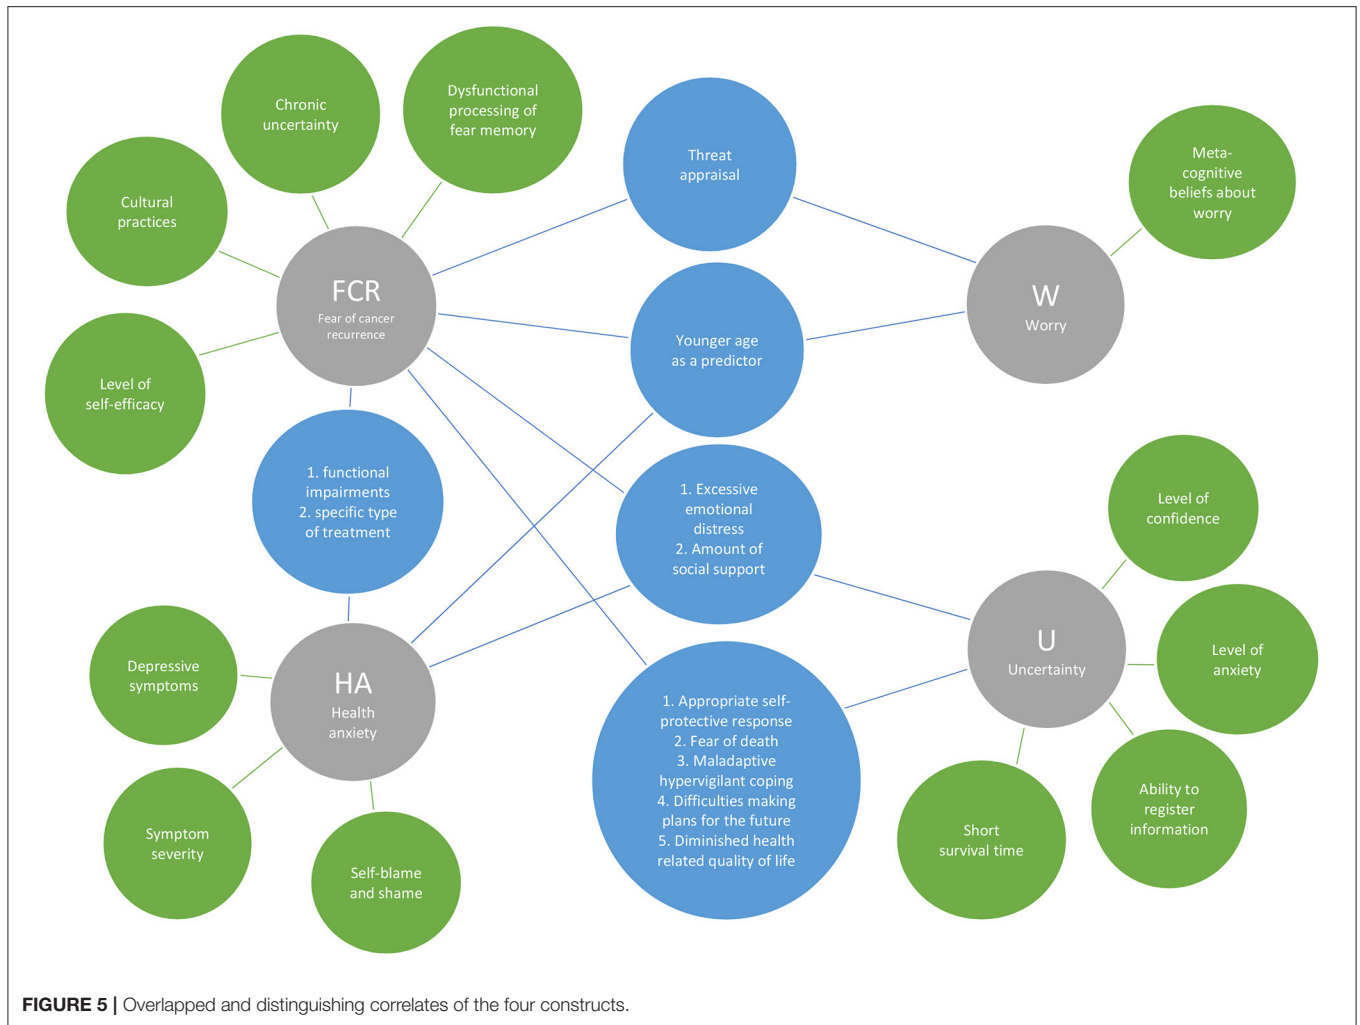 Chronic
uncertainty
Dysfunctional
processing of
fear memory
Cultural
practices
Level of
self-efficacy
FCR
Fear of cancer
recurrence
Threat
appraisal
Younger age
as a predictor
Meta-
cognitive
beliefs about
worry
W
Worry
1. functional
impairments
2. specific type
of treatment
1. Excessive
emotional
distress
2. Amount of
social support
Depressive
symptoms
HA
Health
anxiety
Symptom
severity
Self-blame
and shame
1. Appropriate self-
protective response
2. Fear of death
3. Maladaptive
hypervigilant coping
4. Difficulties making
plans for the future
5. Diminished health
related quality of life
Level of
confidence
U
Uncertainty
Level of
anxiety
Ability to
register
information
Short
survival time
FIGURE 5 | Overlapped and distinguishing correlates of the four constructs.